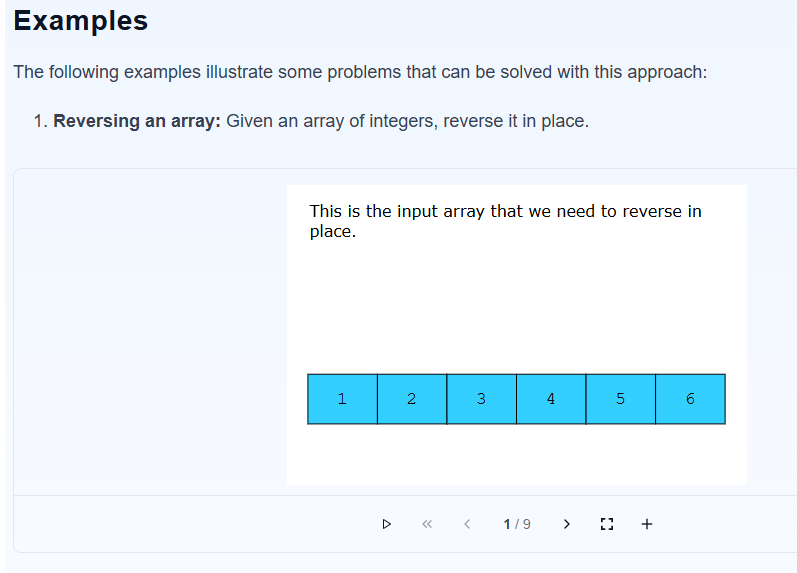 Examples
The following examples illustrate some problems that can be solved with this approach:
1. Reversing an array: Given an array of integers, reverse it in place.
This is the input array that we need to reverse in
place.
1 2 3 4 5 6
1 / 9